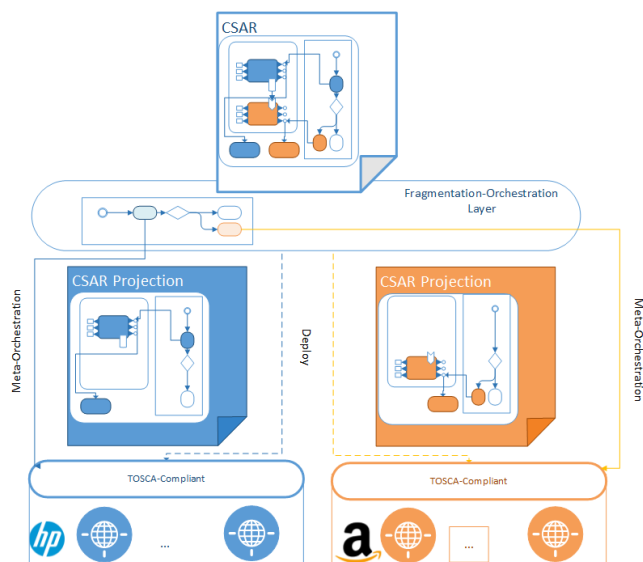 CSAR
Fragmentation-Orchestration
Layer
CSAR Projection
CSAR Projection
Meta-Orchestration
Deploy
Meta-Orchestration
TOSCA-Compliant
TOSCA-Compliant
hp
...
a
...